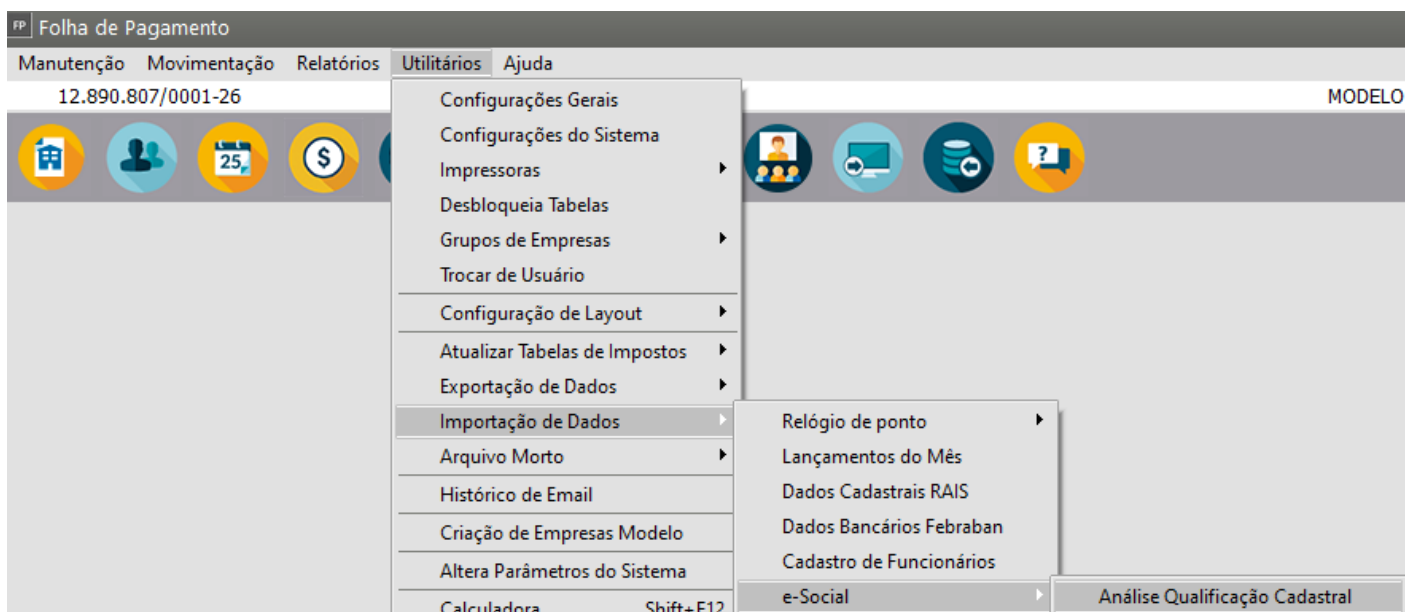 FP Folha de Pagamento
Manutenção Movimentação Relatórios Utilitários Ajuda
12.890.807/0001-26 MODELO
25
$
?
Configurações Gerais
Configurações do Sistema
Impressoras
Desbloqueia Tabelas
Grupos de Empresas
Trocar de Usuário
Configuração de Layout
Atualizar Tabelas de Impostos
Exportação de Dados
Importação de Dados
Arquivo Morto
Histórico de Email
Criação de Empresas Modelo
Altera Parâmetros do Sistema
Calculadora Shift+F12
Relógio de ponto
Lançamentos do Mês
Dados Cadastrais RAIS
Dados Bancários Febraban
Cadastro de Funcionários
e-Social
Análise Qualificação Cadastral